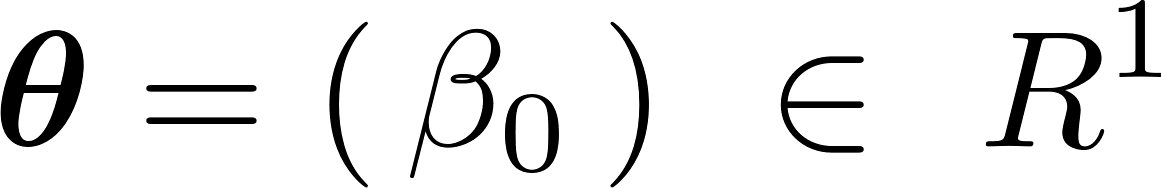 𝜽 = ( β₀ ) ∈ R¹